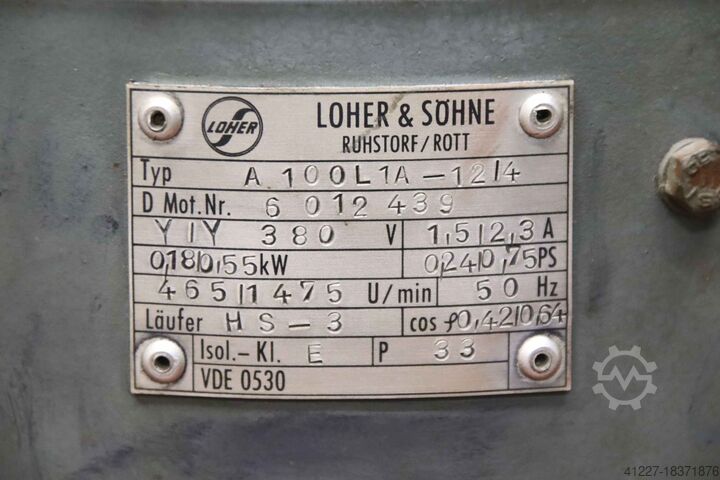 LOHER
LOHER & SÖHNE
RUHSTORF/ROTT
Typ A 100L1A-12/4
D Mot.Nr. 6 012439
Y/Y 380 V 1,5/2,3 A
0,18/0,55 kW 0,24/0,75 PS
465/1475 U/min 50 Hz
Läufer HS-3 cos φ 0,42/0,64
Isol.-Kl. E P 33
VDE 0530
41227-18371876